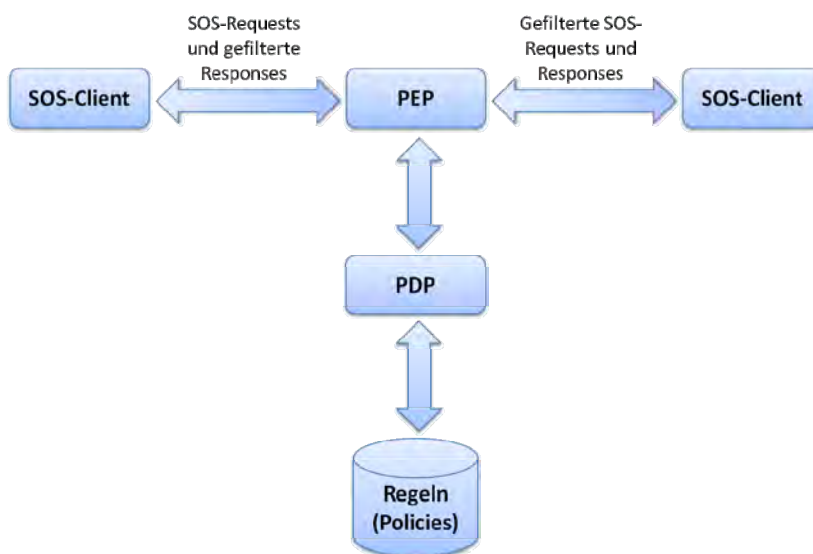 SOS-Requests
und gefilterte
Responses
Gefilterte SOS-
Requests und
Responses
SOS-Client
PEP
SOS-Client
PDP
Regeln
(Policies)